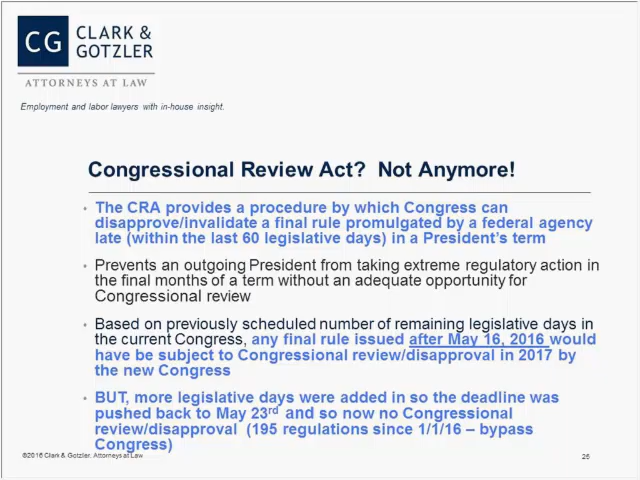 CG CLARK &
GOTZLER
ATTORNEYS AT LAW
Employment and labor lawyers with in-house insight.
Congressional Review Act? Not Anymore!
• The CRA provides a procedure by which Congress can
disapprove/invalidate a final rule promulgated by a federal agency
late (within the last 60 legislative days) in a President's term
• Prevents an outgoing President from taking extreme regulatory action in
the final months of a term without an adequate opportunity for
Congressional review
• Based on previously scheduled number of remaining legislative days in
the current Congress, any final rule issued after May 16, 2016 would
have be subject to Congressional review/disapproval in 2017 by
the new Congress
• BUT, more legislative days were added in so the deadline was
pushed back to May 23rd and so now no Congressional
review/disapproval (195 regulations since 1/1/16 – bypass
Congress)
©2016 Clark & Gotzler. Attorneys at Law
26